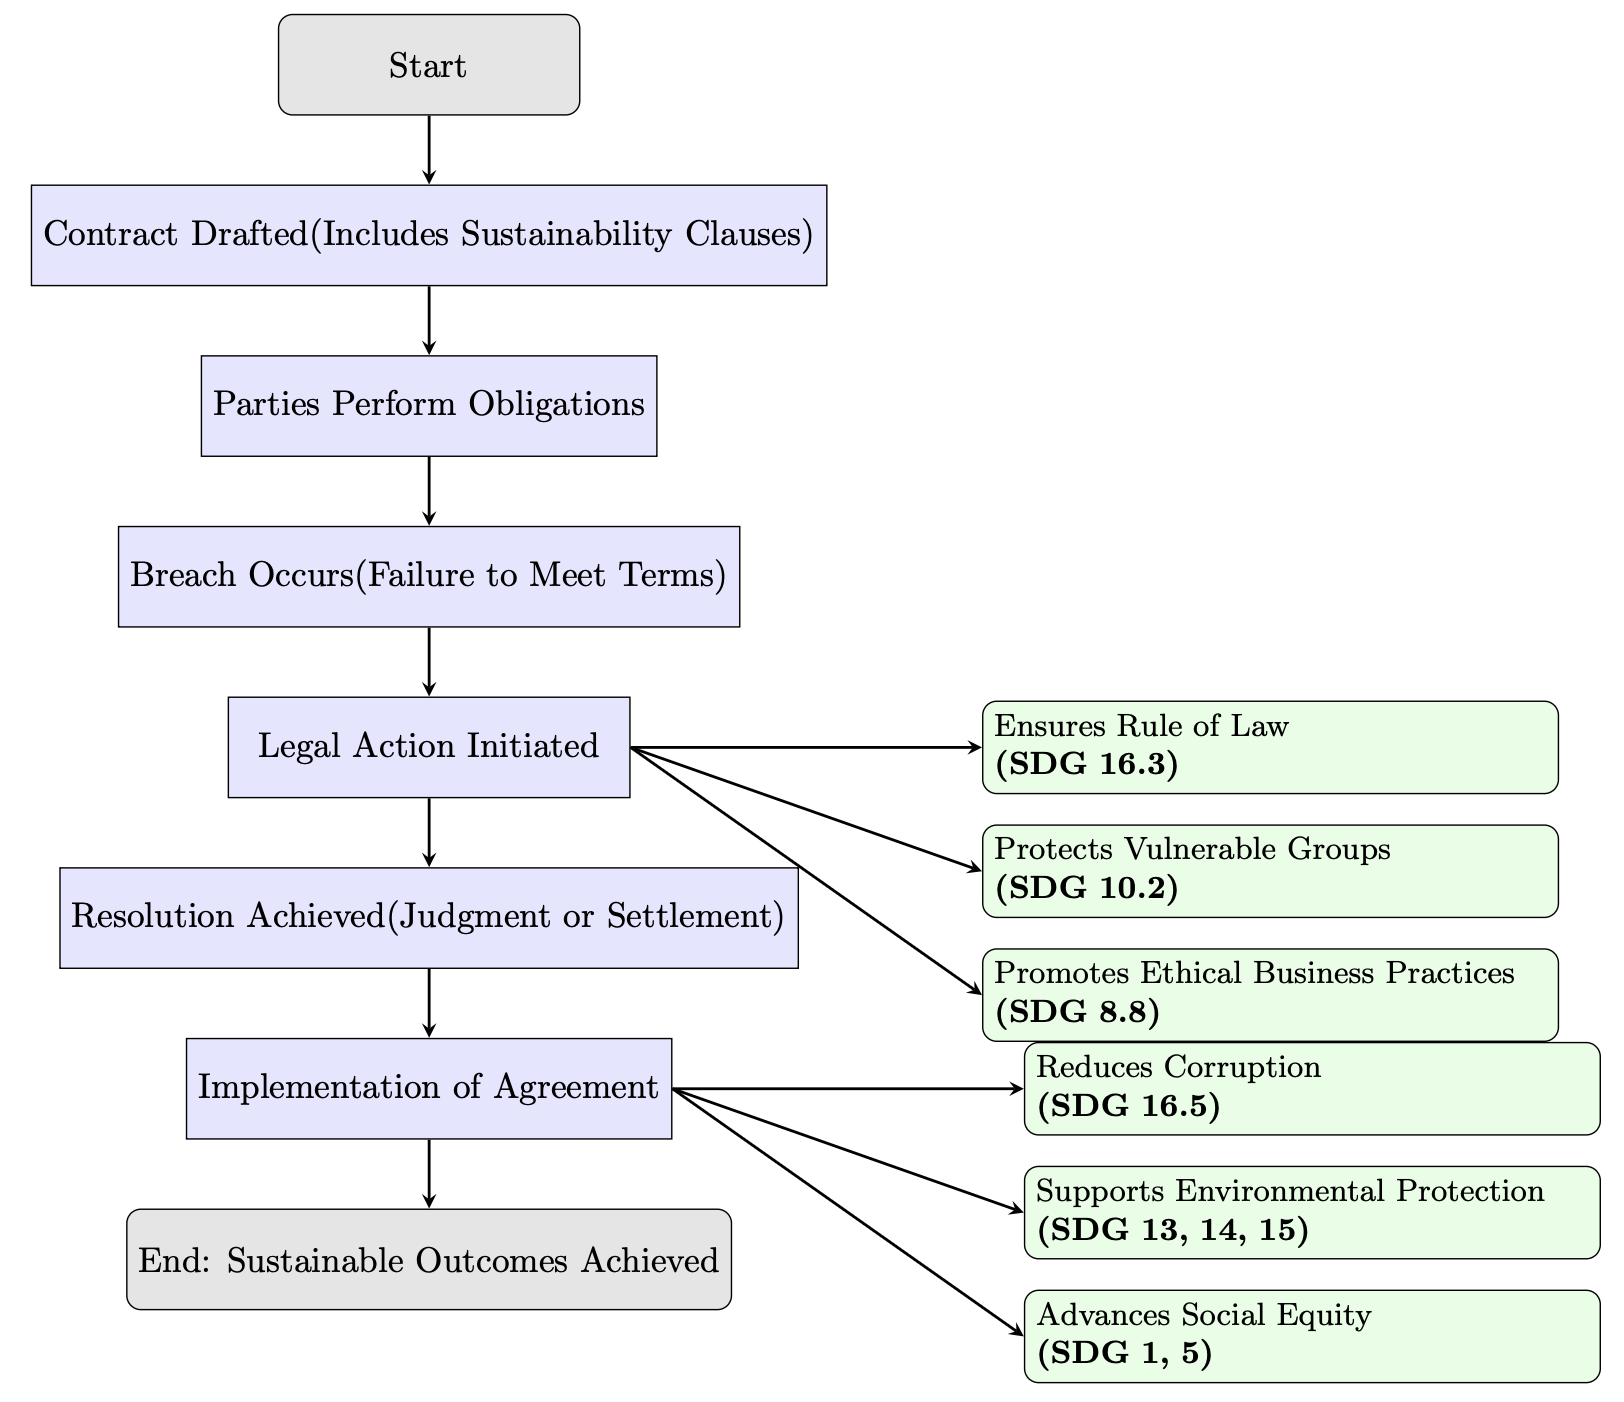 Start
Contract Drafted(Includes Sustainability Clauses)
Parties Perform Obligations
Breach Occurs(Failure to Meet Terms)
Legal Action Initiated
Ensures Rule of Law
(SDG 16.3)
Protects Vulnerable Groups
(SDG 10.2)
Promotes Ethical Business Practices
(SDG 8.8)
Resolution Achieved(Judgment or Settlement)
Implementation of Agreement
Reduces Corruption
(SDG 16.5)
Supports Environmental Protection
(SDG 13, 14, 15)
Advances Social Equity
(SDG 1, 5)
End: Sustainable Outcomes Achieved